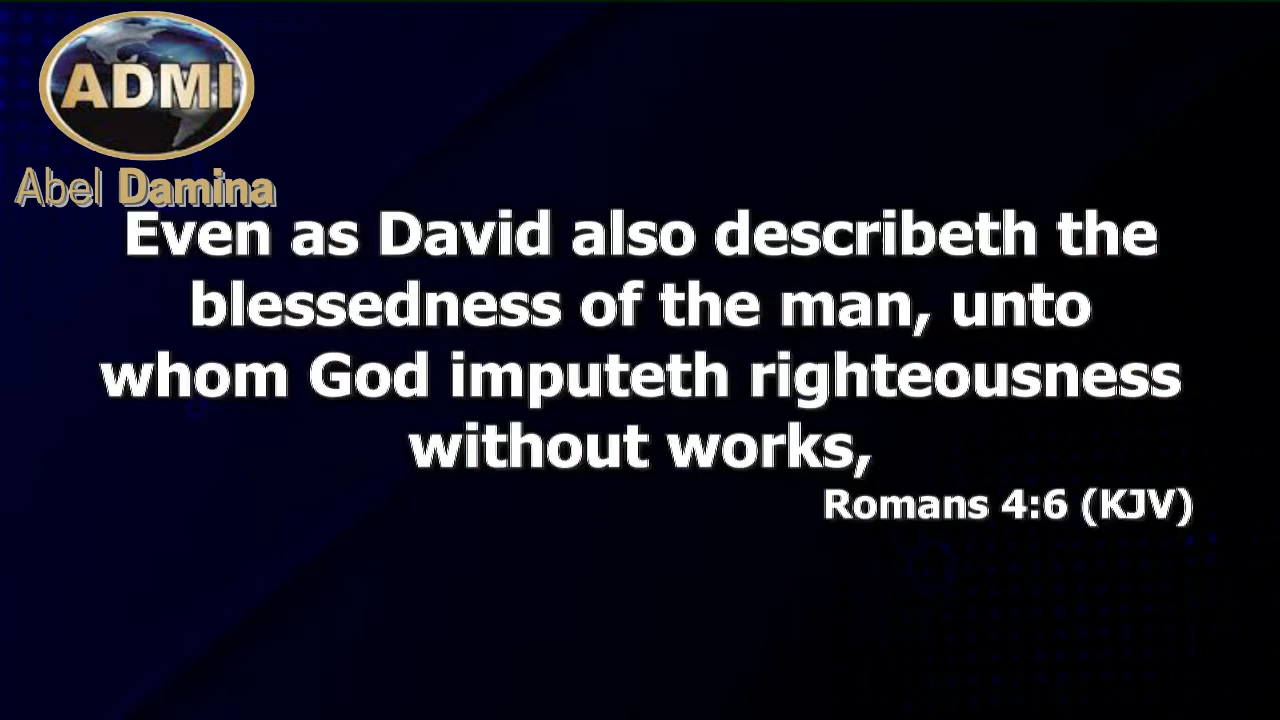 ADMI
Abel Damina
Even as David also describeth the
blessedness of the man, unto
whom God imputeth righteousness
without works,
Romans 4:6 (KJV)